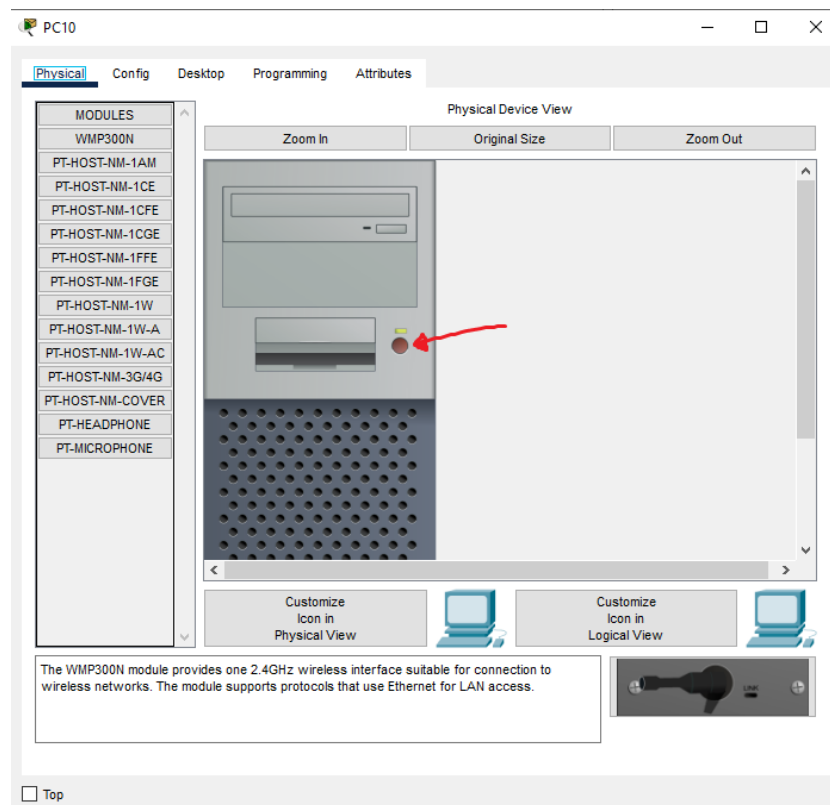 PC10
Physical Config Desktop Programming Attributes
MODULES
WMP300N
PT-HOST-NM-1AM
PT-HOST-NM-1CE
PT-HOST-NM-1CFE
PT-HOST-NM-1CGE
PT-HOST-NM-1FFE
PT-HOST-NM-1FGE
PT-HOST-NM-1W
PT-HOST-NM-1W-A
PT-HOST-NM-1W-AC
PT-HOST-NM-3G/4G
PT-HOST-NM-COVER
PT-HEADPHONE
PT-MICROPHONE
Physical Device View
Zoom In Original Size Zoom Out
Customize
Icon in
Physical View
Customize
Icon in
Logical View
The WMP300N module provides one 2.4GHz wireless interface suitable for connection to
wireless networks. The module supports protocols that use Ethernet for LAN access.
LINK
Top